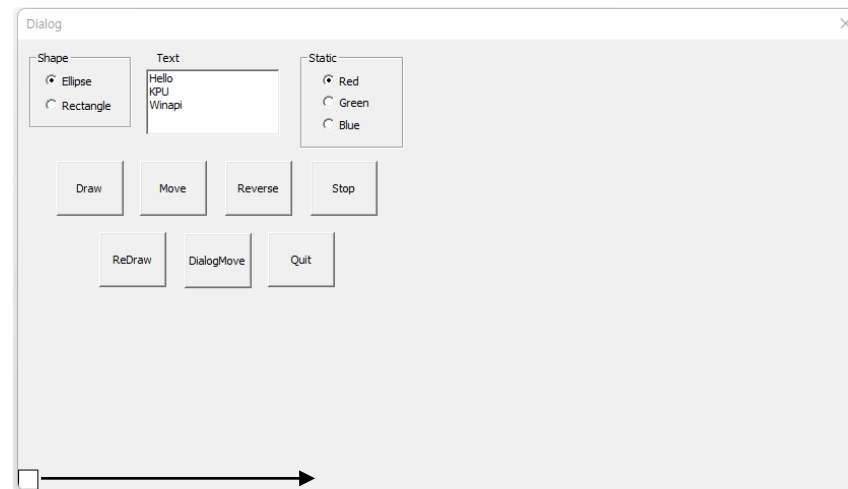 Dialog
Shape
Ellipse
Rectangle
Text
Hello
KPU
Winapi
Static
Red
Green
Blue
Draw
Move
Reverse
Stop
ReDraw
DialogMove
Quit